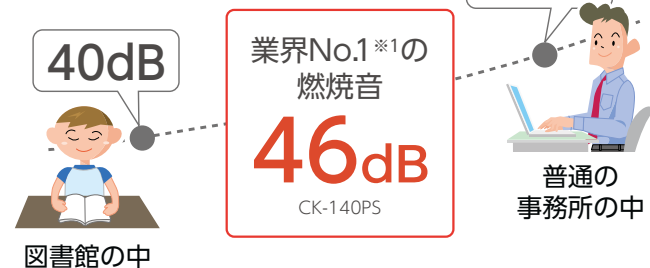 40dB
図書館の中
業界No.1※1の
燃焼音
46dB
CK-140PS
普通の
事務所の中